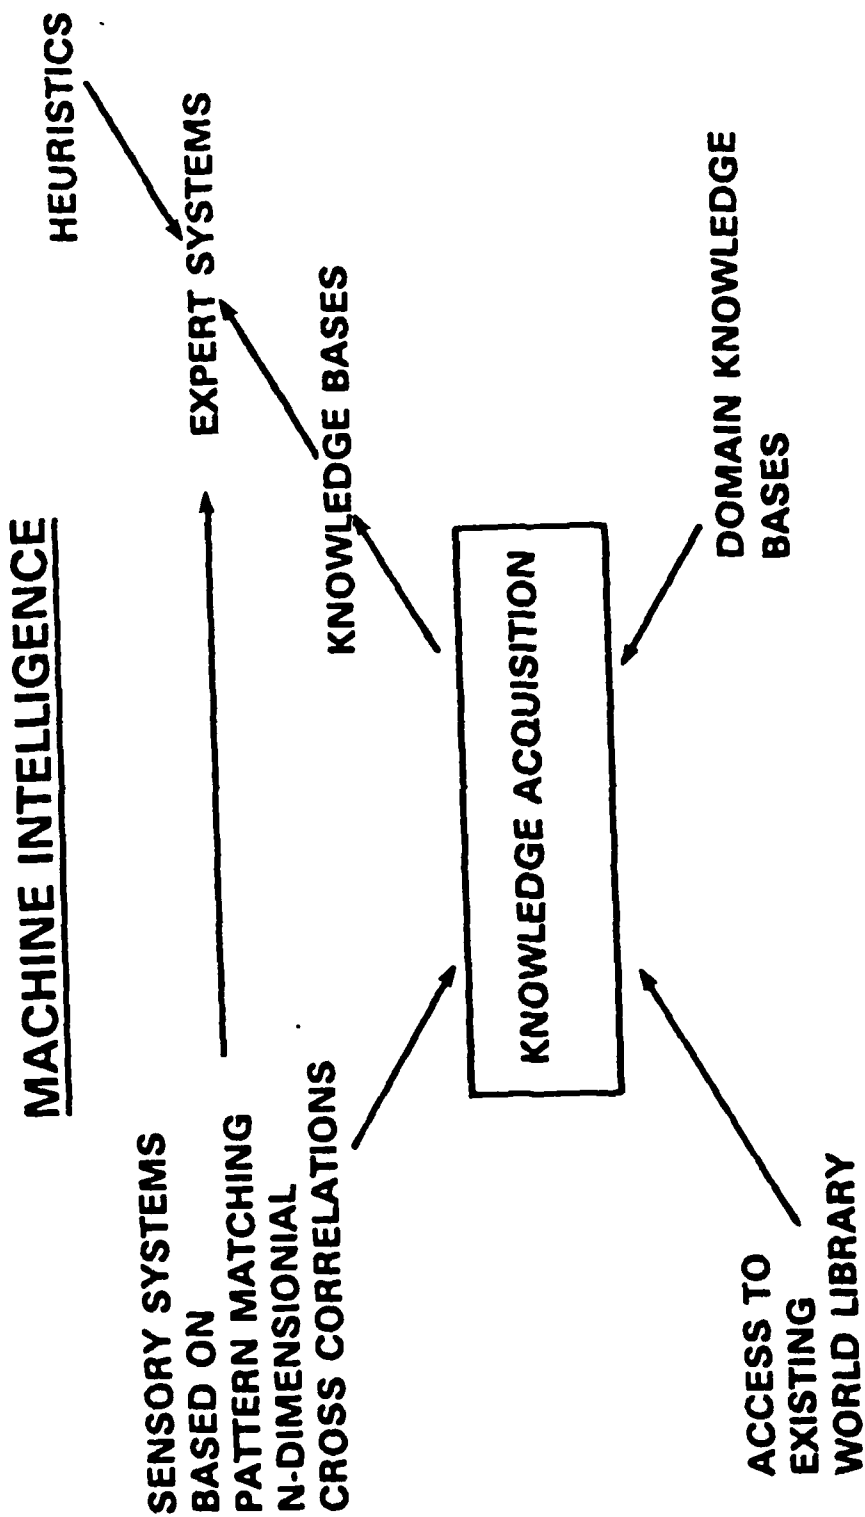 MACHINE INTELLIGENCE
HEURISTICS
SENSORY SYSTEMS
BASED ON
PATTERN MATCHING
N-DIMENSIONIAL
CROSS CORRELATIONS
EXPERT SYSTEMS
KNOWLEDGE BASES
KNOWLEDGE ACQUISITION
ACCESS TO
EXISTING
WORLD LIBRARY
DOMAIN KNOWLEDGE
BASES